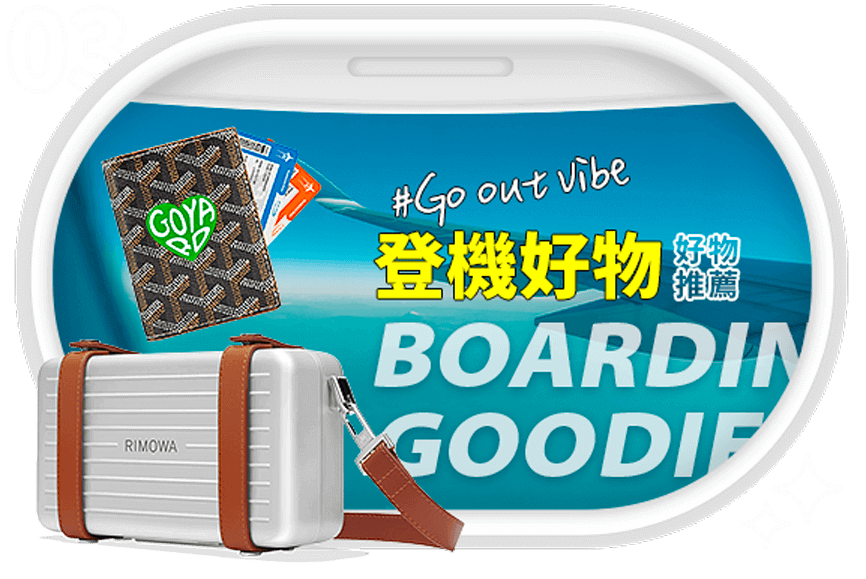 03
#Go out vibe
登機好物
好物
推薦
GOYA
RD
BOARDIN
GOODIE
RIMOWA